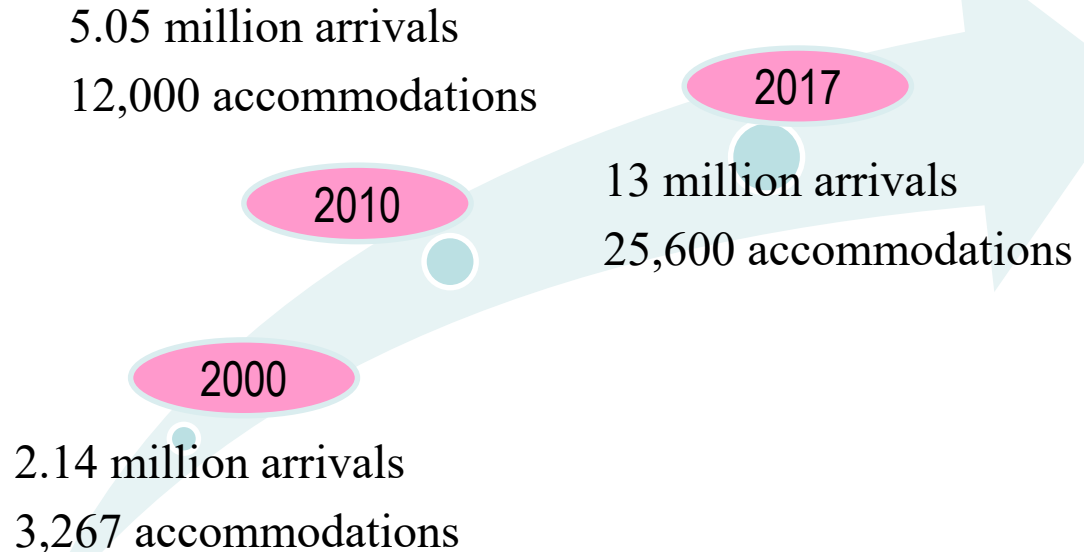 5.05 million arrivals
12,000 accommodations
2017
13 million arrivals
25,600 accommodations
2010
2000
2.14 million arrivals
3,267 accommodations